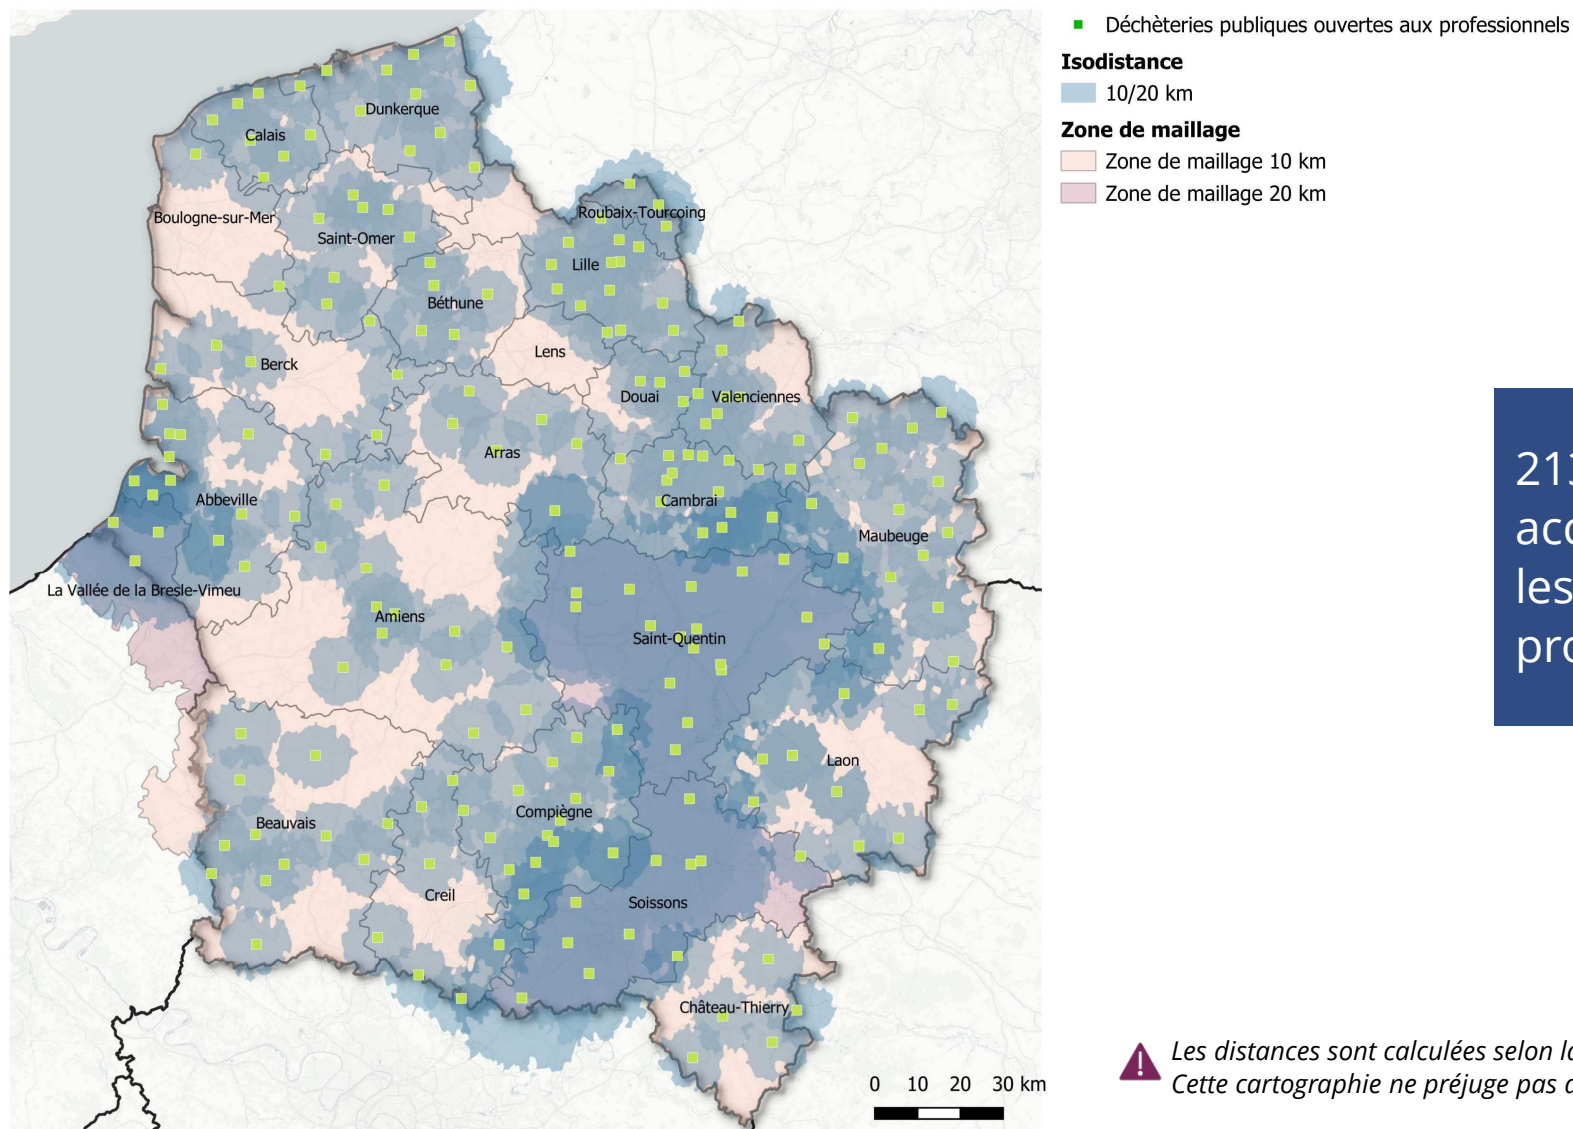 Déchèteries publiques ouvertes aux professionnels
Isodistance
10/20 km
Zone de maillage
Zone de maillage 10 km
Zone de maillage 20 km
Dunkerque
Calais
Boulogne-sur-Mer
Roubaix-Tourcoing
Saint-Omer
Lille
Béthune
Lens
Berck
Douai
Valenciennes
Arras
Abbeville
Cambrai
Maubeuge
La Vallée de la Bresle-Vimeu
Amiens
Saint-Quentin
Laon
Compiègne
Beauvais
Creil
Soissons
Château-Thierry
213
les
0 10 20 30 km
Les distances sont calculées selon
Cette cartographie ne préjuge pas